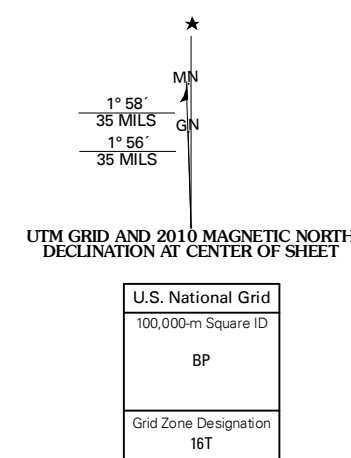 MN
1° 58´
35 MILS
GN
1° 56´
35 MILS
UTM GRID AND 2010 MAGNETIC NORTH
DECLINATION AT CENTER OF SHEET
U.S. National Grid
100,000-m Square ID
BP
Grid Zone Designation
16T